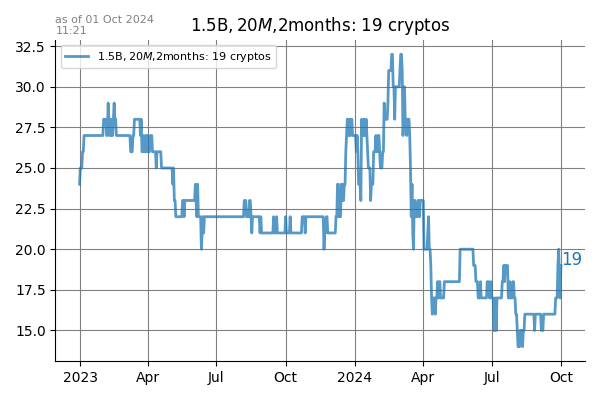 as of 01 Oct 2024
11:21
1.5B, 20M,2months: 19 cryptos
1.5B, 20M,2months: 19 cryptos
32.5
30.0
27.5
25.0
22.5
20.0
17.5
15.0
19
2023 Apr Jul Oct 2024 Apr Jul Oct